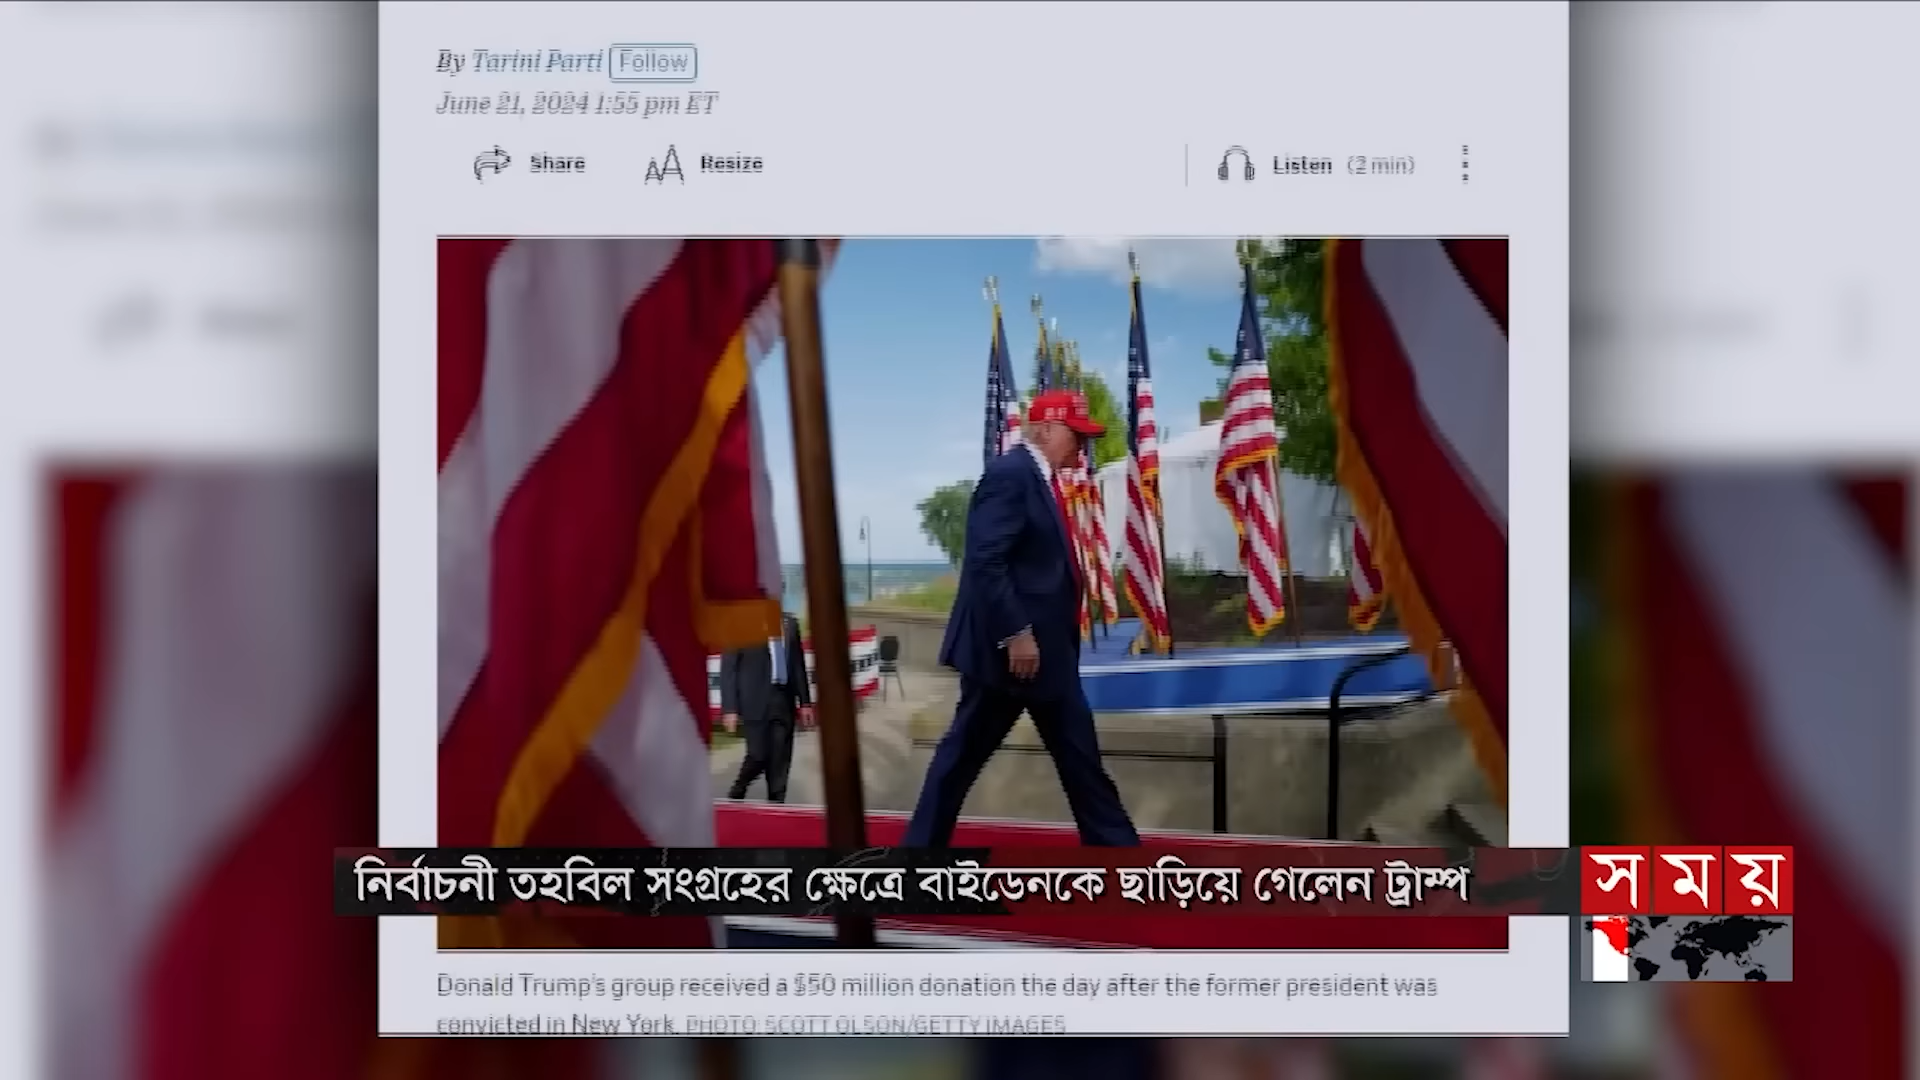 By Tarini Parti Follow
June 21, 2024 1:55 pm ET
Share Resize Listen (2 min)
নির্বাচনী তহবিল সংগ্রহের ক্ষেত্রে বাইডেনকে ছাড়িয়ে গেলেন ট্রাম্প
সময়
Donald Trump's group received a $50 million donation the day after the former president was
convicted in New York. PHOTO: SCOTT OLSON/GETTY IMAGES